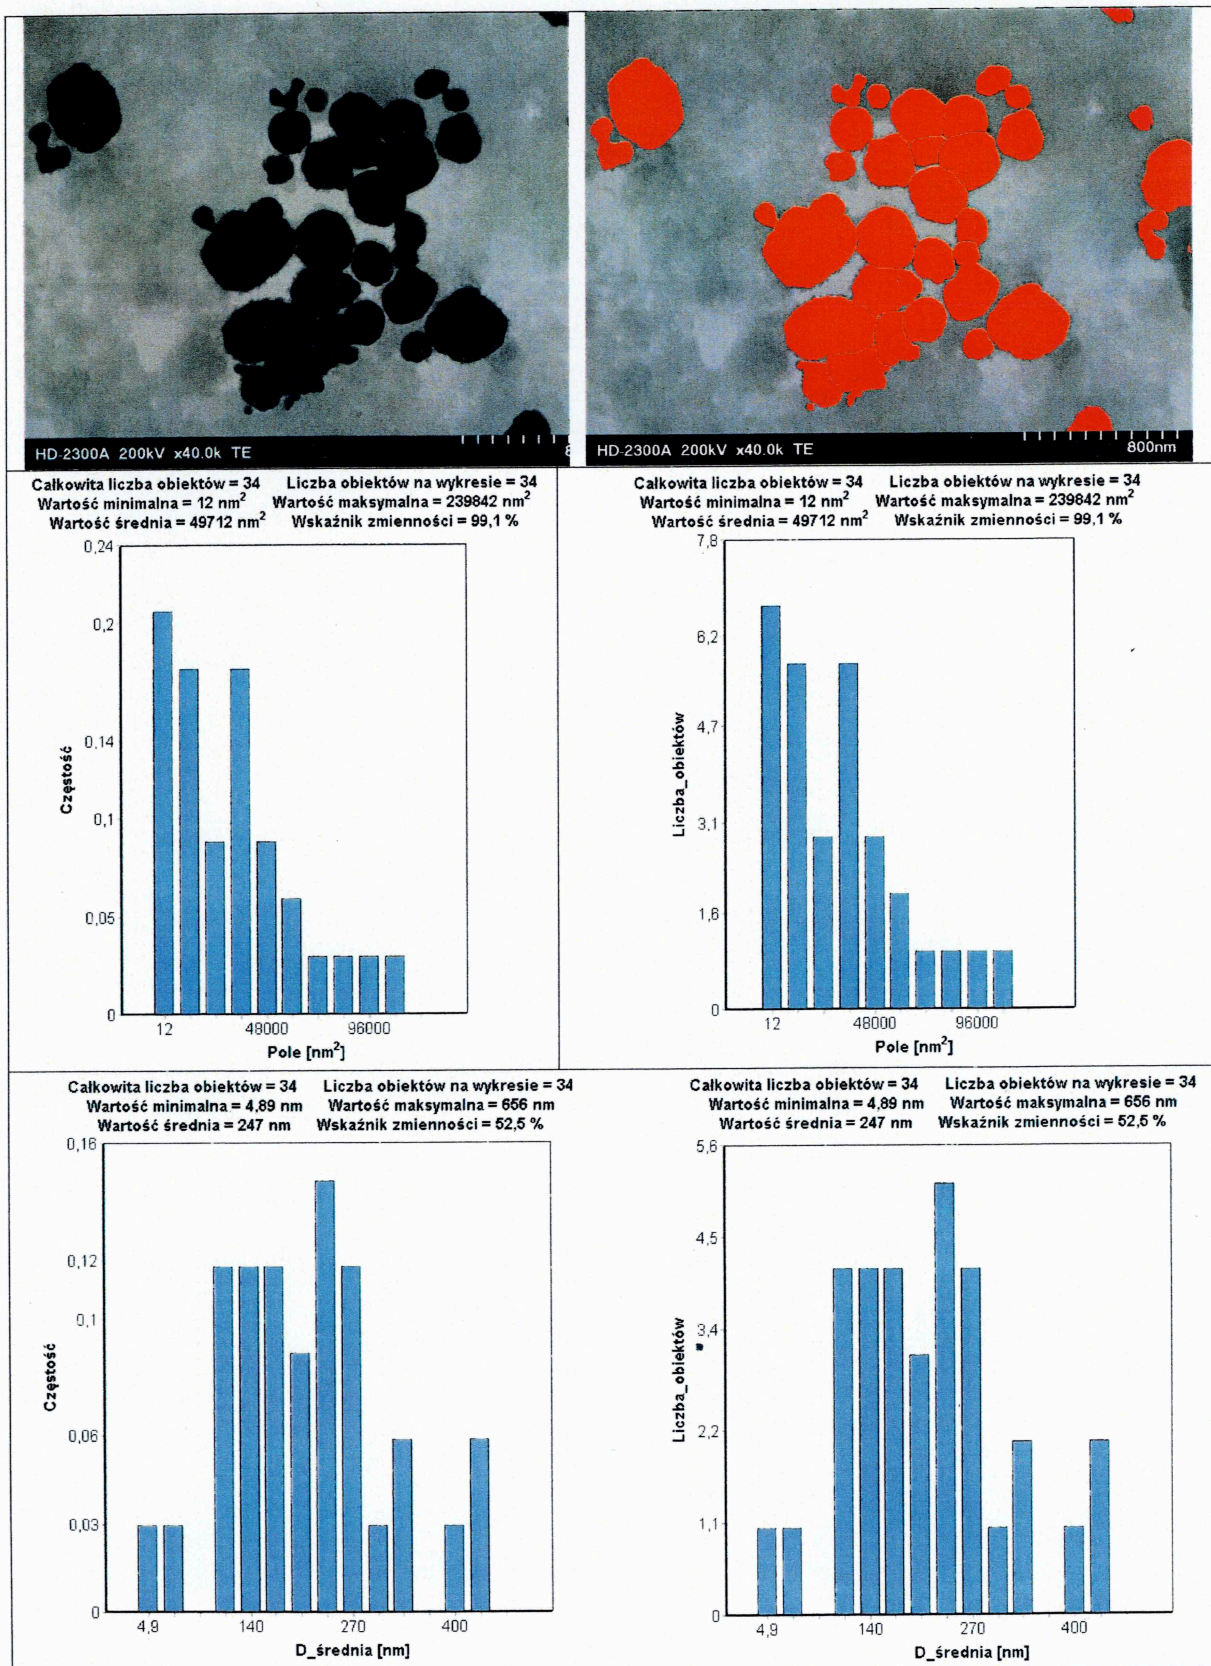 HD-2300A 200kV x40.0k TE 8
HD-2300A 200kV x40.0k TE 800nm
Całkowita liczba obiektów = 34 Liczba obiektów na wykresie = 34
Wartość minimalna = 12 nm² Wartość maksymalna = 239842 nm²
Wartość średnia = 49712 nm² Wskaźnik zmienności = 99,1 %
0,24
0,2
0,14
0,1
0,05
0
Częstość
12 48000 96000
Pole [nm²]
Całkowita liczba obiektów = 34 Liczba obiektów na wykresie = 34
Wartość minimalna = 12 nm² Wartość maksymalna = 239842 nm²
Wartość średnia = 49712 nm² Wskaźnik zmienności = 99,1 %
7,8
6,2
4,7
3,1
1,6
0
Liczba_obiektów
12 48000 96000
Pole [nm²]
Całkowita liczba obiektów = 34 Liczba obiektów na wykresie = 34
Wartość minimalna = 4,89 nm Wartość maksymalna = 656 nm
Wartość średnia = 247 nm Wskaźnik zmienności = 52,5 %
0,16
0,12
0,1
0,06
0,03
0
Częstość
4,9 140 270 400
D_średnia [nm]
Całkowita liczba obiektów = 34 Liczba obiektów na wykresie = 34
Wartość minimalna = 4,89 nm Wartość maksymalna = 656 nm
Wartość średnia = 247 nm Wskaźnik zmienności = 52,5 %
5,6
4,5
3,4
2,2
1,1
0
Liczba_obiektów
4,9 140 270 400
D_średnia [nm]